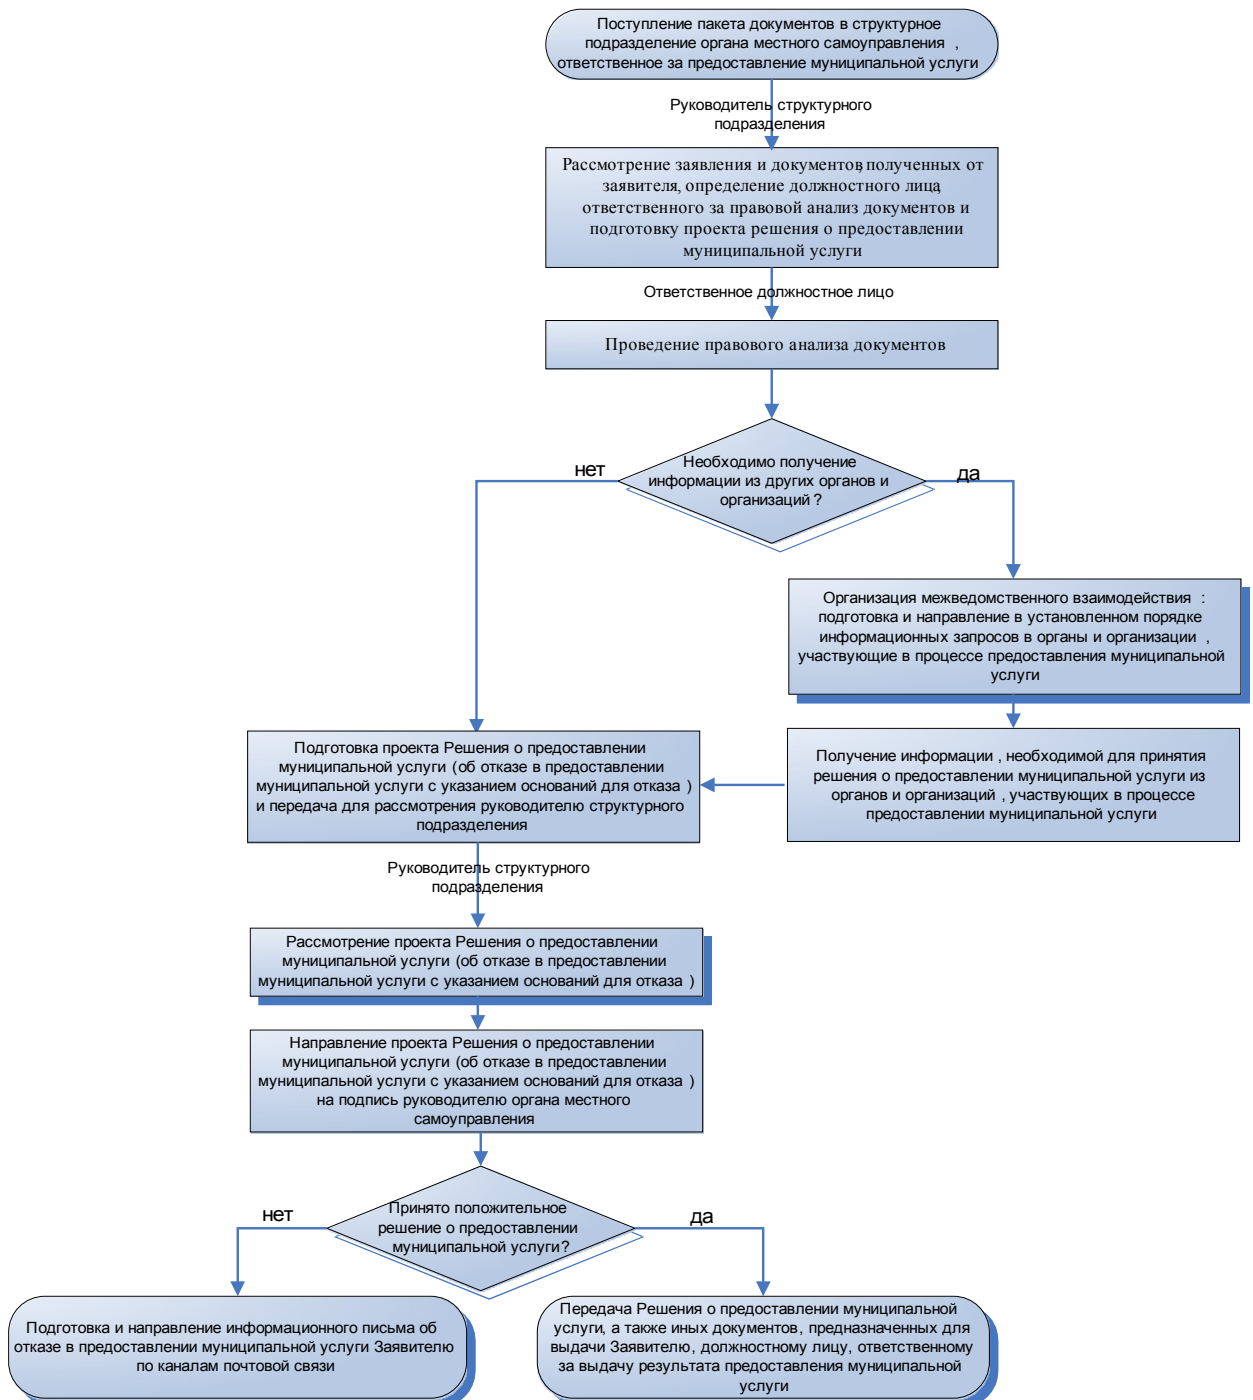 Поступление пакета документов в структурное
подразделение органа местного самоуправления ,
ответственное за предоставление муниципальной услуги
Руководитель структурного
подразделения
Рассмотрение заявления и документов, полученных от
заявителя, определение должностного лица,
ответственного за правовой анализ документов и
подготовку проекта решения о предоставлении
муниципальной услуги
Ответственное должностное лицо
Проведение правового анализа документов
Необходимо получение
информации из других органов и
организаций ?
нет
да
Организация межведомственного взаимодействия :
подготовка и направление в установленном порядке
информационных запросов в органы и организации ,
участвующие в процессе предоставления муниципальной
услуги
Подготовка проекта Решения о предоставлении
муниципальной услуги (об отказе в предоставлении
муниципальной услуги с указанием оснований для отказа )
и передача для рассмотрения руководителю структурного
подразделения
Получение информации , необходимой для принятия
решения о предоставлении муниципальной услуги из
органов и организаций , участвующих в процессе
предоставлении муниципальной услуги
Руководитель структурного
подразделения
Рассмотрение проекта Решения о предоставлении
муниципальной услуги (об отказе в предоставлении
муниципальной услуги с указанием оснований для отказа )
Направление проекта Решения о предоставлении
муниципальной услуги (об отказе в предоставлении
муниципальной услуги с указанием оснований для отказа )
на подпись руководителю органа местного
самоуправления
Принято положительное
решение о предоставлении
муниципальной услуги?
нет
да
Подготовка и направление информационного письма об
отказе в предоставлении муниципальной услуги Заявителю
по каналам почтовой связи
Передача Решения о предоставлении муниципальной
услуги, а также иных документов, предназначенных для
выдачи Заявителю, должностному лицу, ответственному
за выдачу результата предоставления муниципальной
услуги